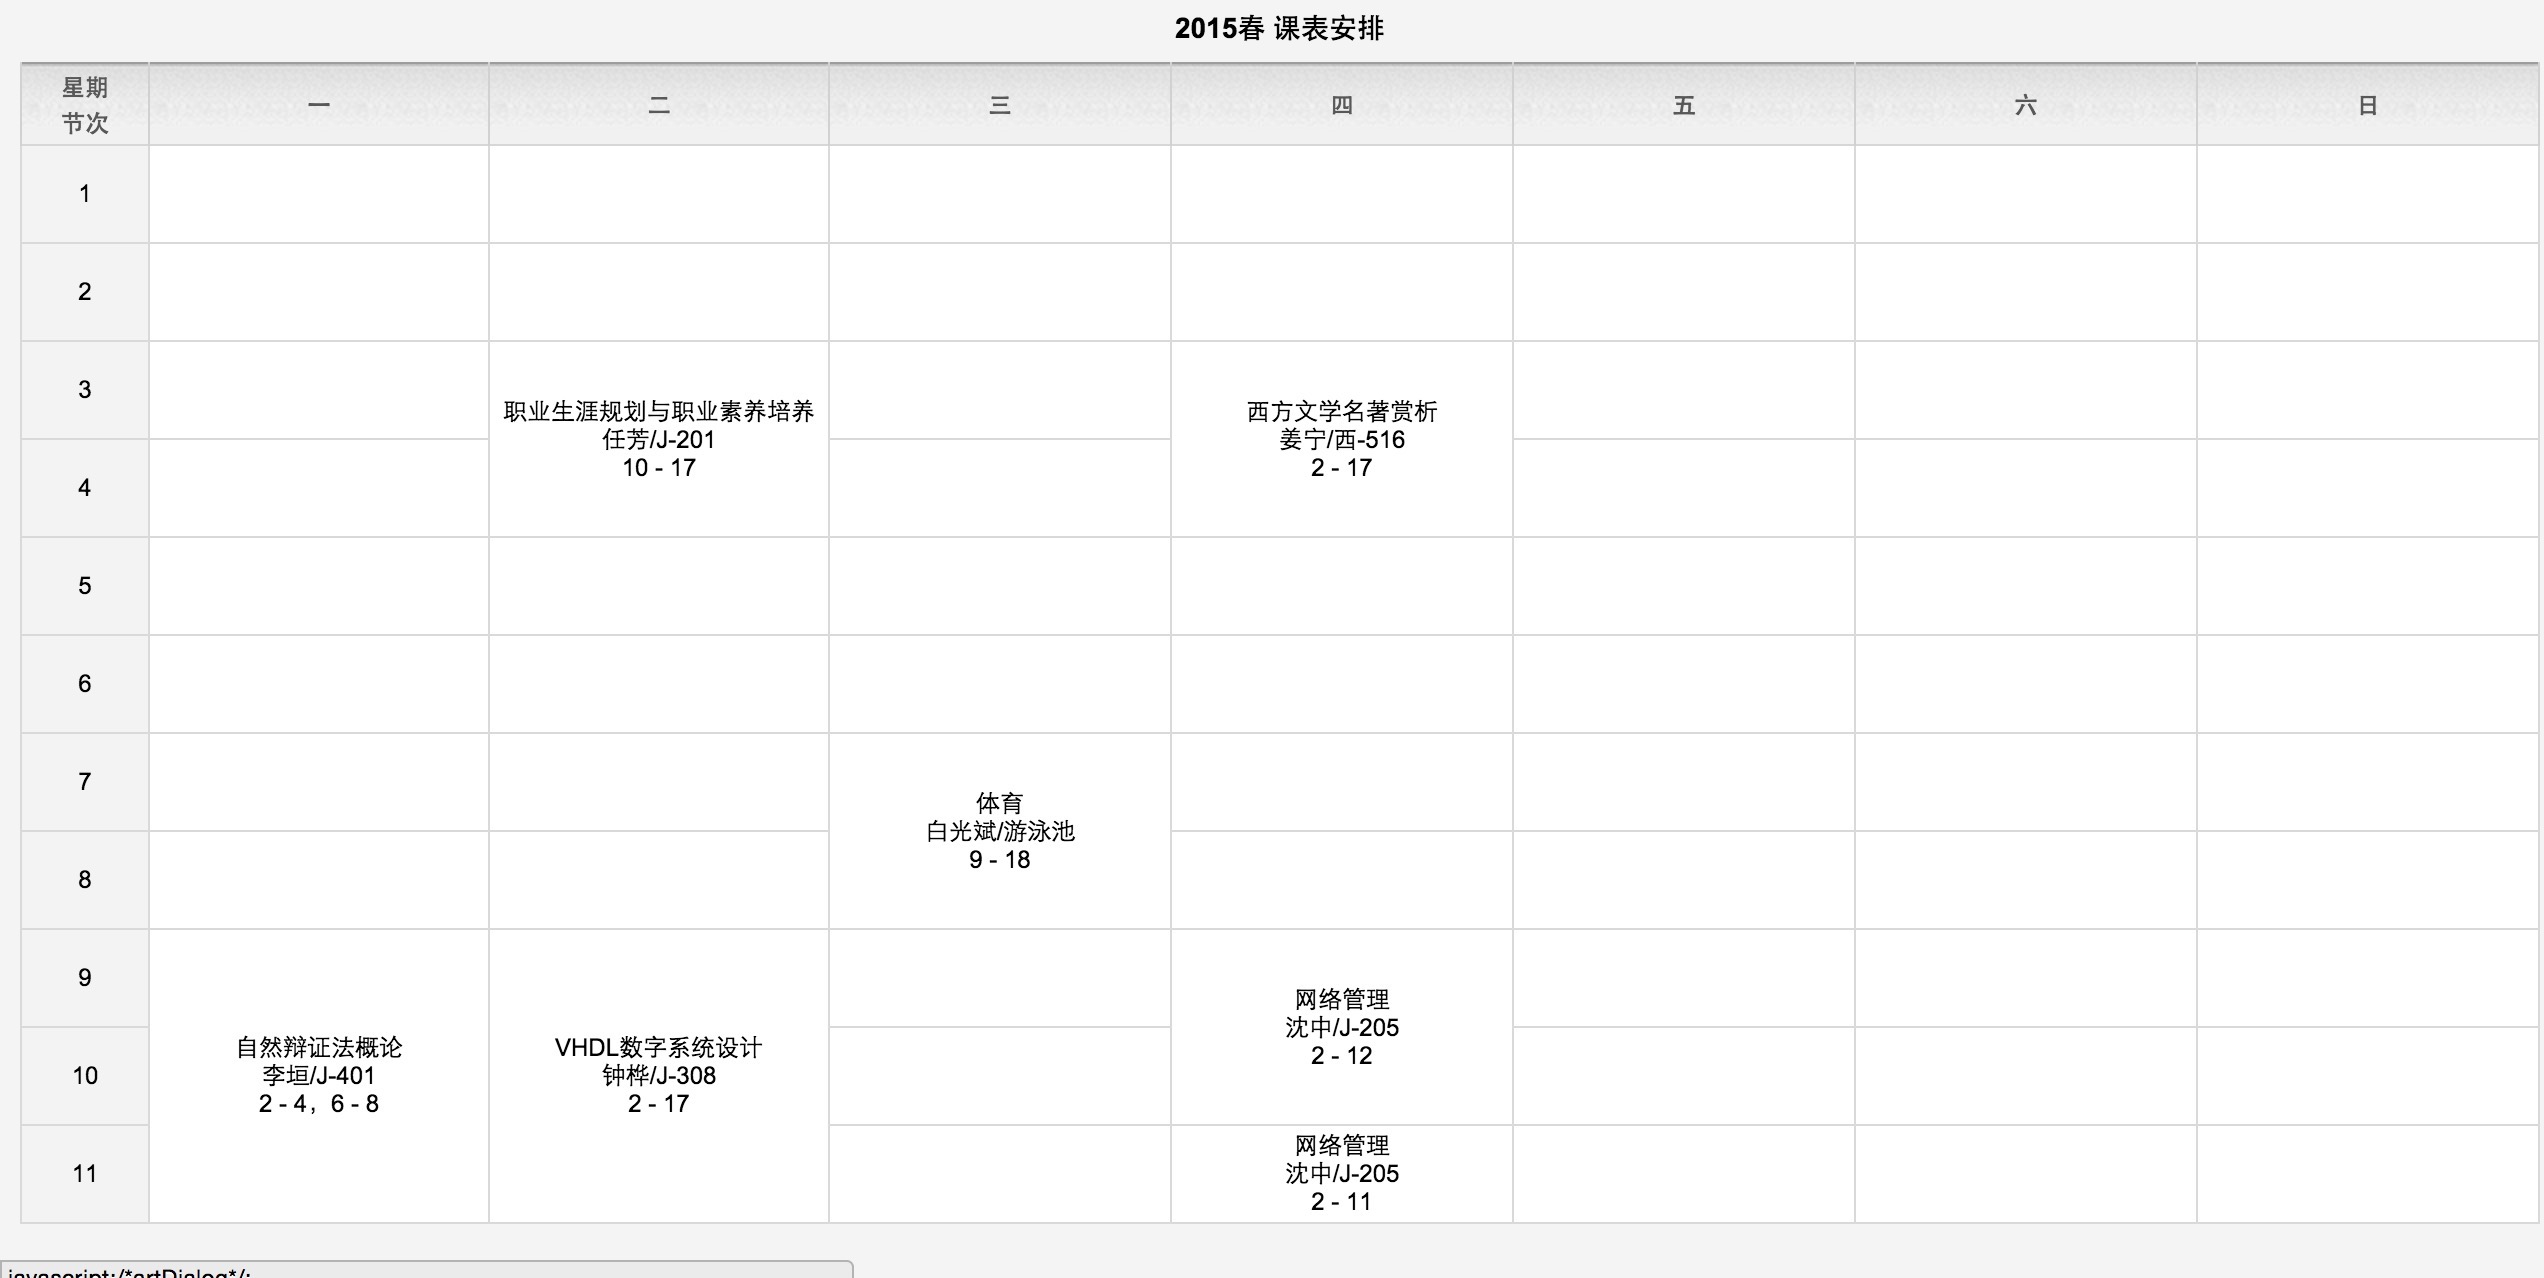 2015春 课表安排
星期
节次
一
二
三
四
五
六
日
1
2
3
职业生涯规划与职业素养培养
任芳/J-201
10 - 17
西方文学名著赏析
姜宁/西-516
2 - 17
4
5
6
7
体育
白光斌/游泳池
9 - 18
8
9
自然辩证法概论
李垣/J-401
2 - 4，6 - 8
VHDL数字系统设计
钟桦/J-308
2 - 17
网络管理
沈中/J-205
2 - 12
10
11
网络管理
沈中/J-205
2 - 11
javascript:/*artDialog*/;